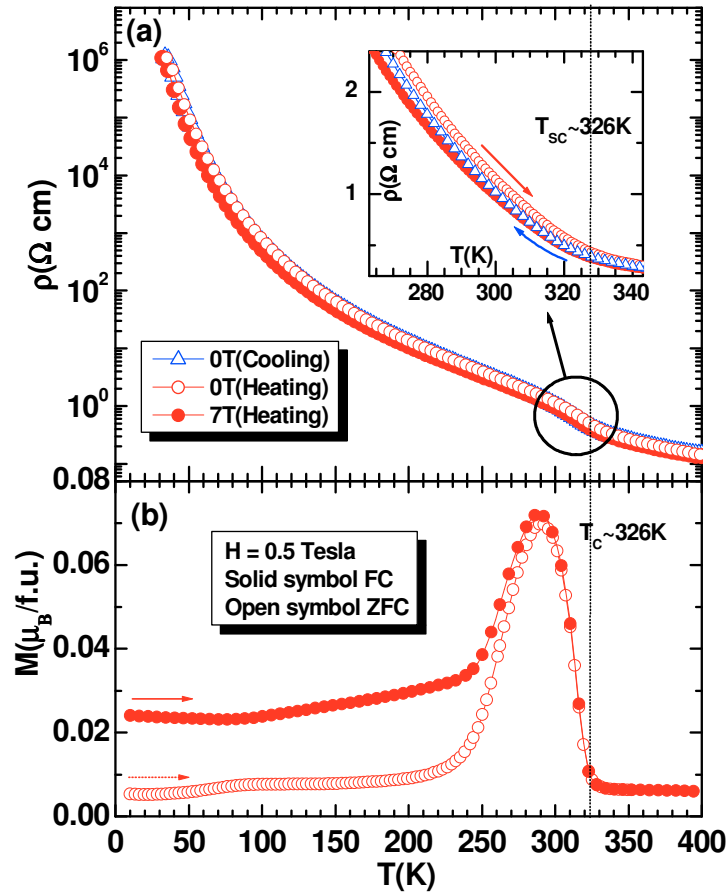 (a)
10^6
10^4
10^2
10^0
ρ(Ω cm)
2
1
ρ(Ω cm)
T_SC~326K
T(K)
280 300 320 340
0T(Cooling)
0T(Heating)
7T(Heating)
(b)
0.08
0.06
0.04
0.02
0.00
M(μ_B/f.u.)
H = 0.5 Tesla
Solid symbol FC
Open symbol ZFC
T_C~326K
0 50 100 150 200 250 300 350 400
T(K)